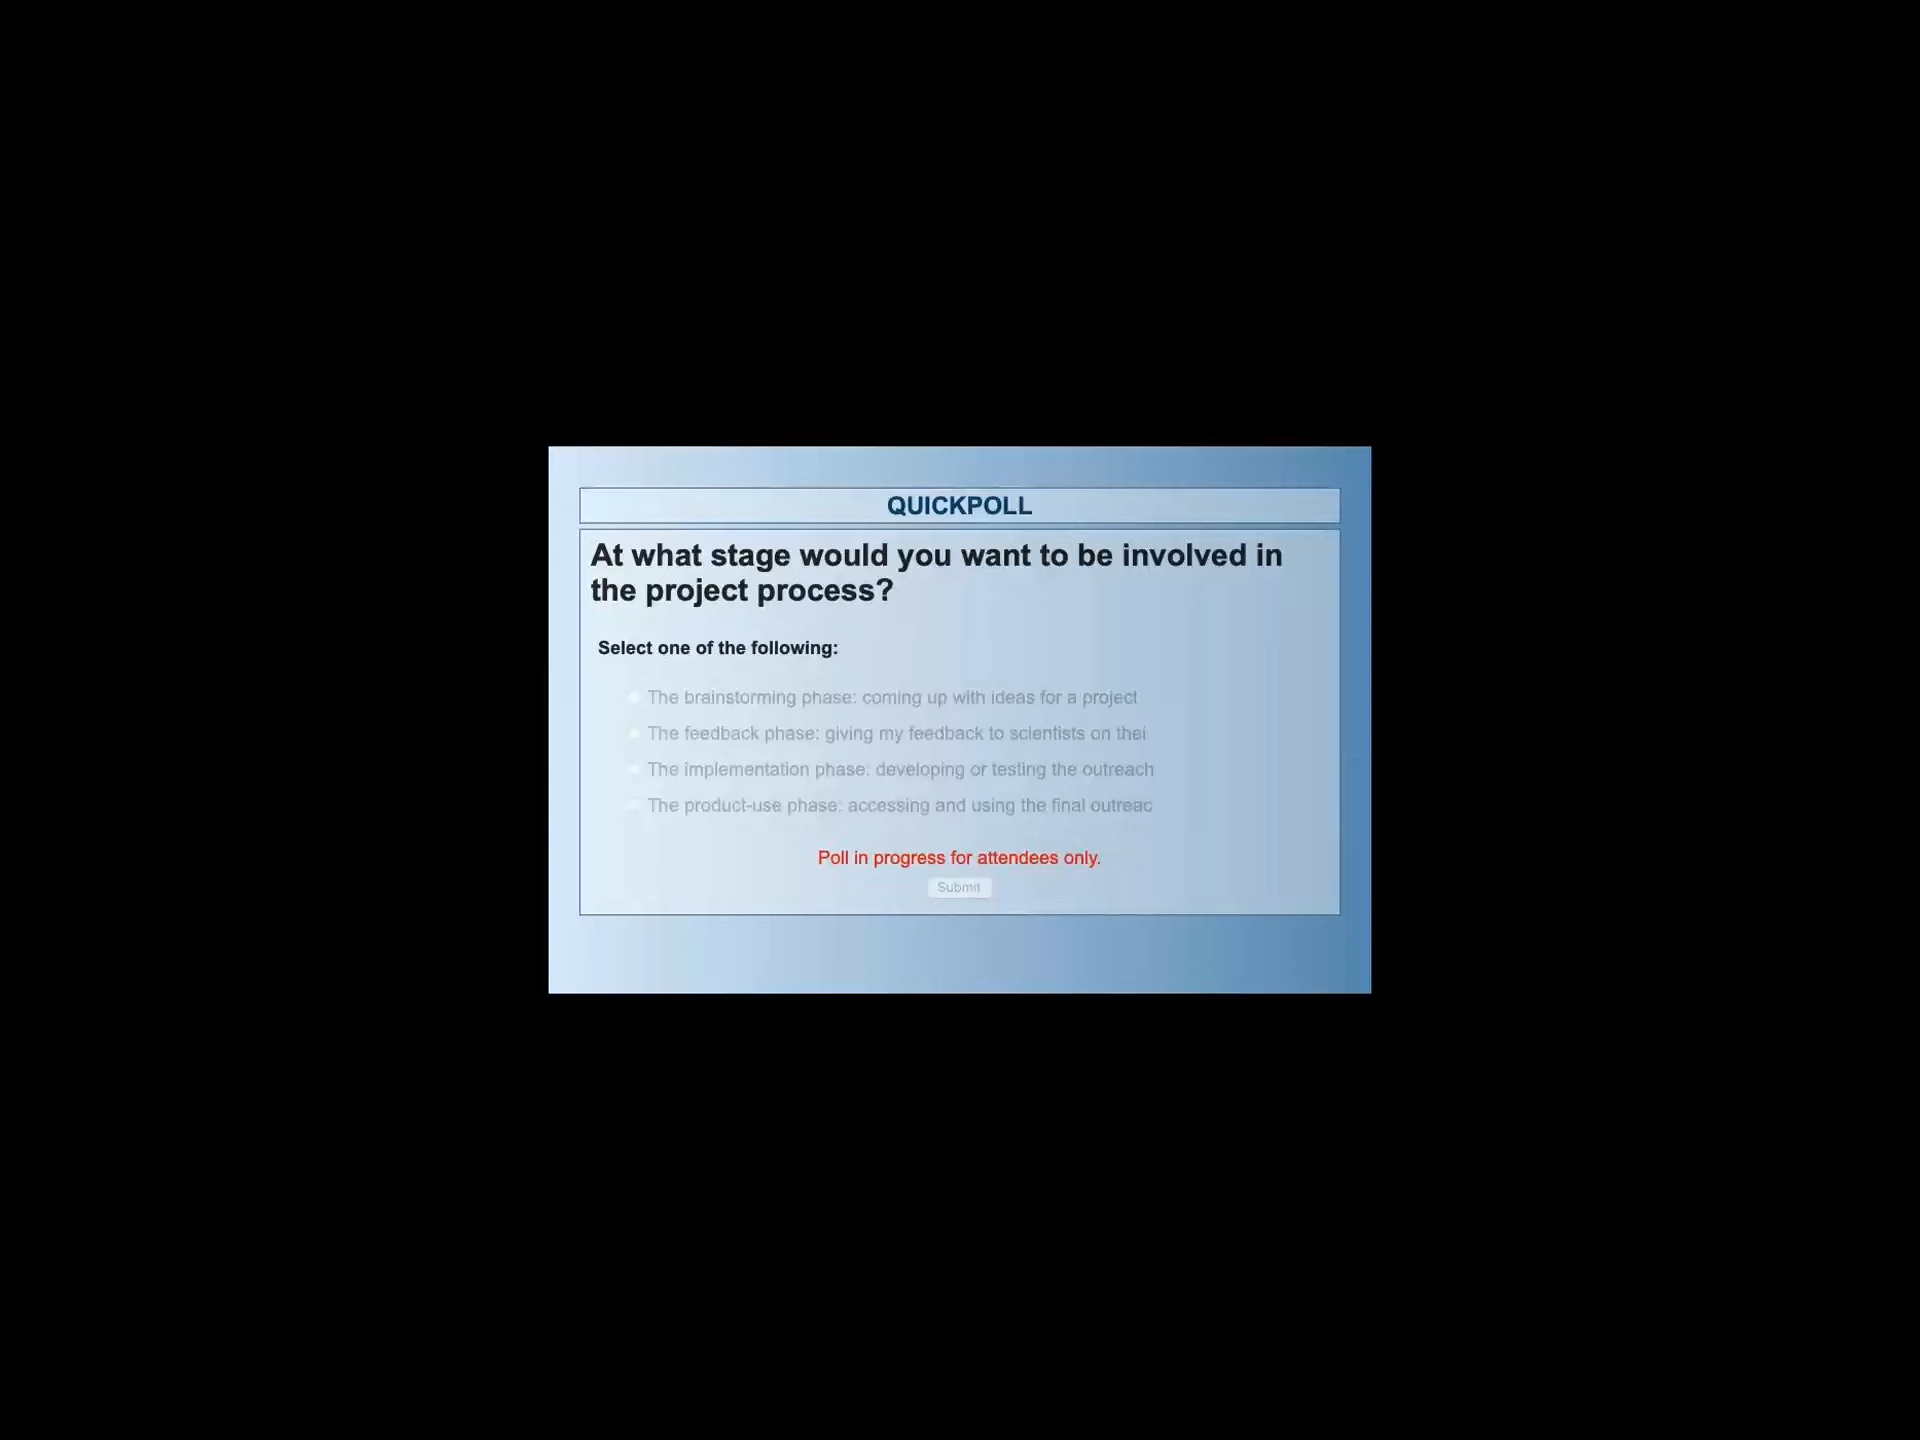 QUICKPOLL
At what stage would you want to be involved in
the project process?
Select one of the following:
The brainstorming phase: coming up with ideas for a project
The feedback phase: giving my feedback to scientists on thei
The implementation phase: developing or testing the outreach
The product-use phase: accessing and using the final outreac
Poll in progress for attendees only.
Submit